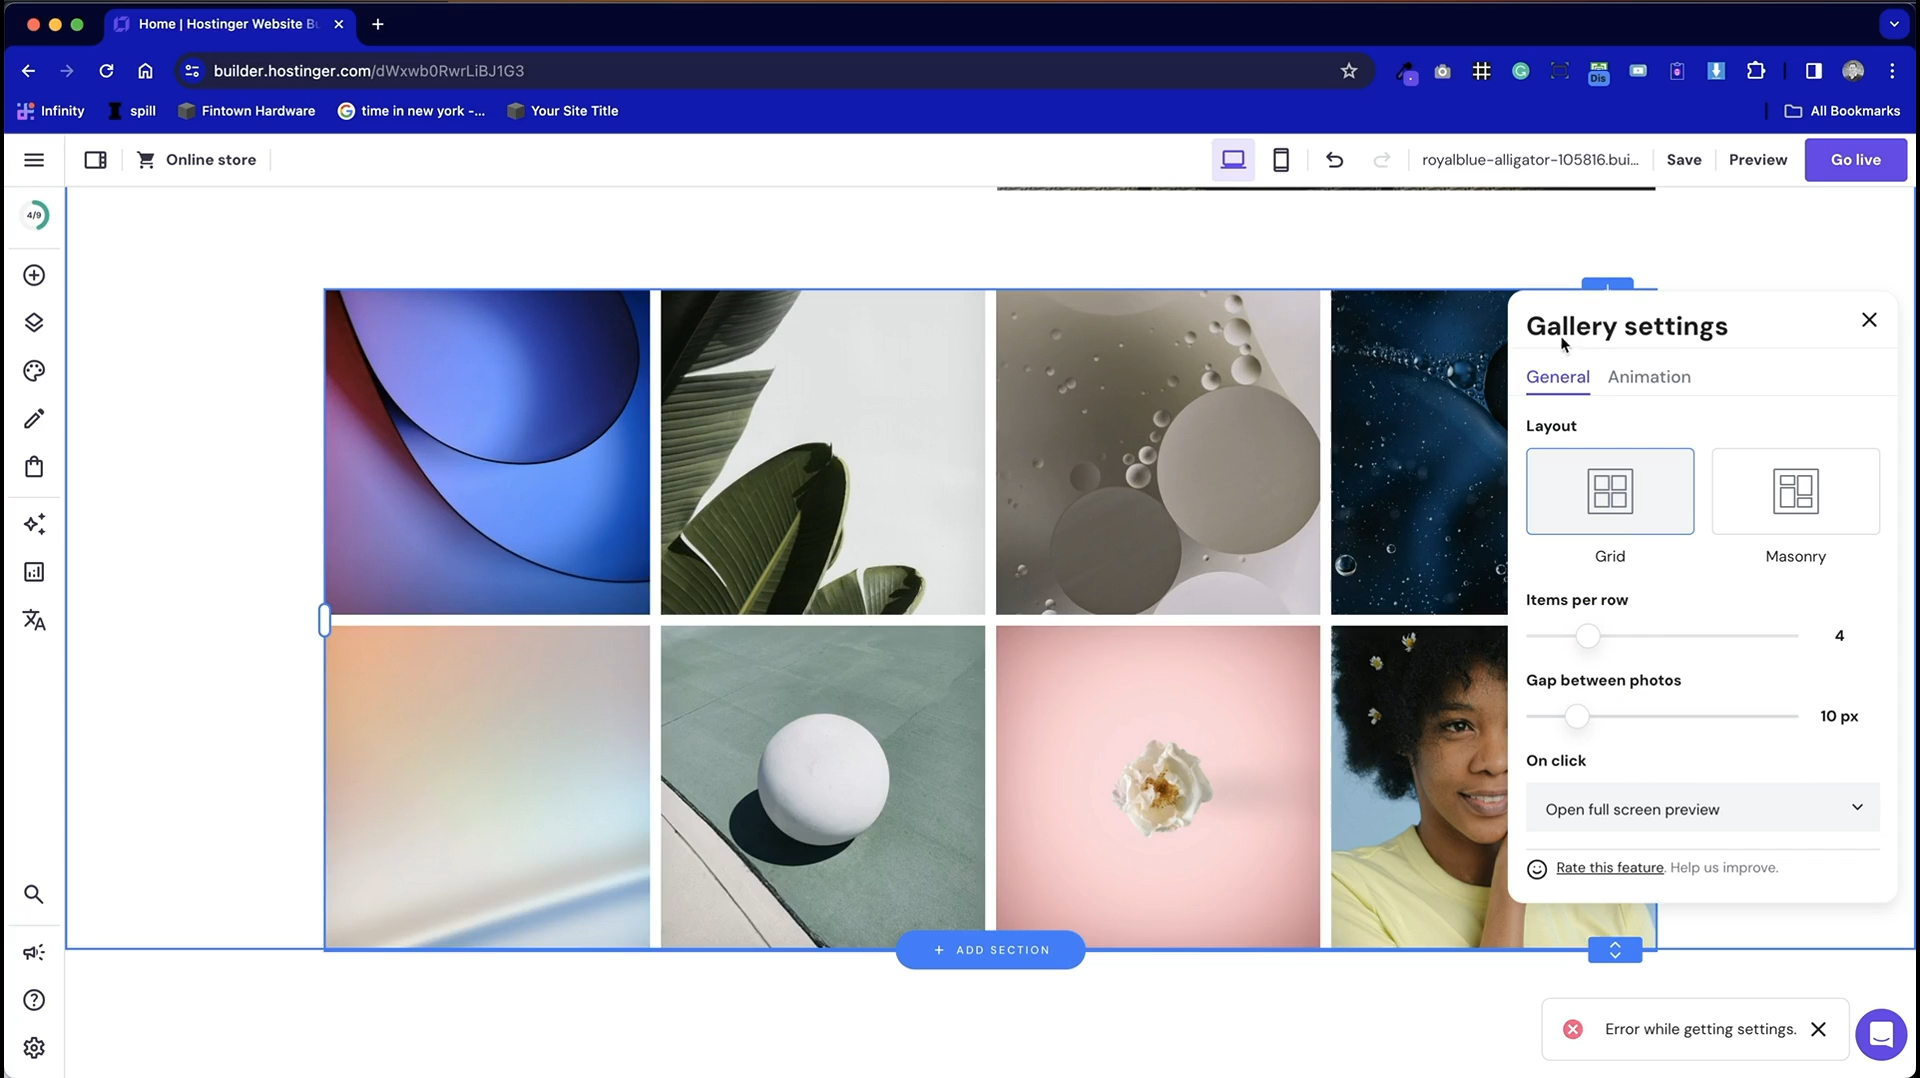 Home | Hostinger Website Bu
builder.hostinger.com/dWxwb0RwrLiBJ1G3
Dis
Infinity
spill
Fintown Hardware
time in new york -...
Your Site Title
All Bookmarks
Online store
royalblue-alligator-105816.bui...
Save
Preview
Go live
4/9
Gallery settings
General
Animation
Layout
Grid
Masonry
Items per row
4
Gap between photos
10 px
On click
Open full screen preview
Rate this feature. Help us improve.
+ ADD SECTION
Error while getting settings.